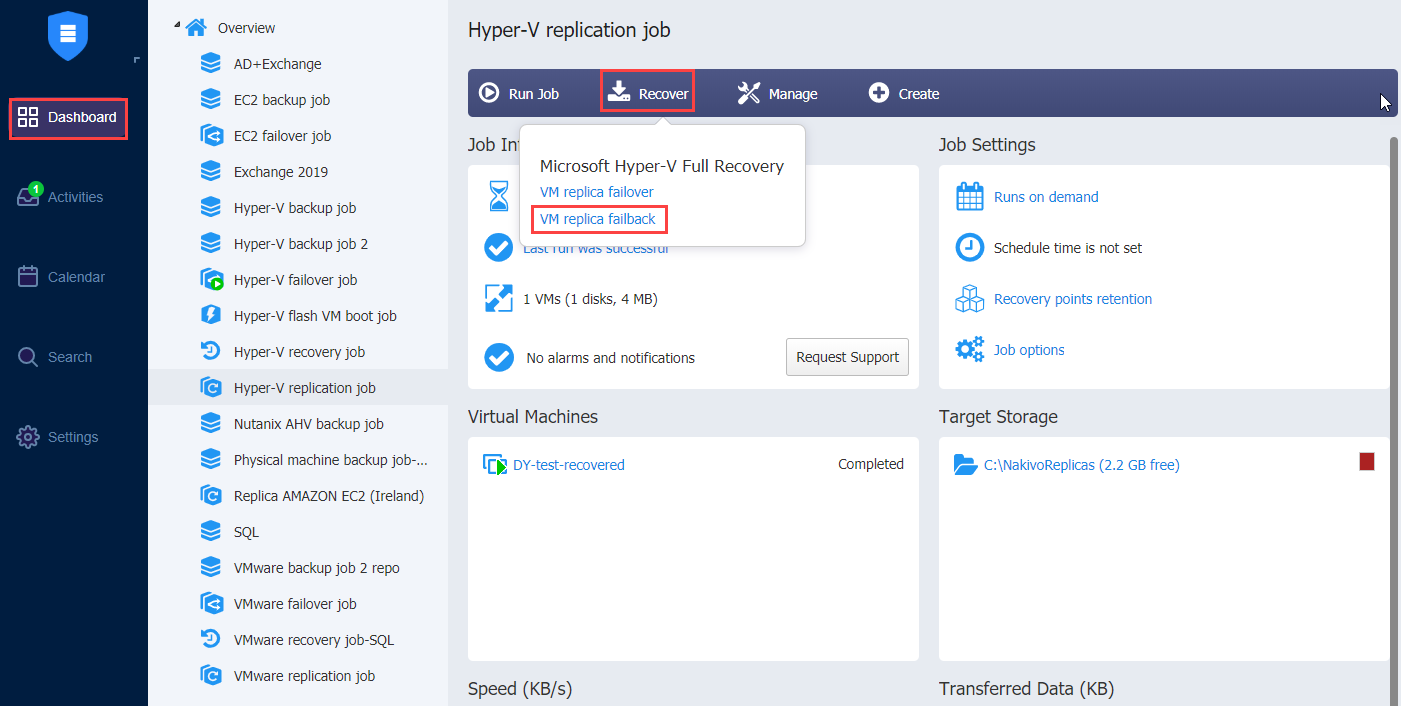 Dashboard
1
Activities
Calendar
Search
Settings
Overview
AD+Exchange
EC2 backup job
EC2 failover job
Exchange 2019
Hyper-V backup job
Hyper-V backup job 2
Hyper-V failover job
Hyper-V flash VM boot job
Hyper-V recovery job
Hyper-V replication job
Nutanix AHV backup job
Physical machine backup job-...
Replica AMAZON EC2 (Ireland)
SQL
VMware backup job 2 repo
VMware failover job
VMware recovery job-SQL
VMware replication job
Hyper-V replication job
Run Job
Recover
Manage
Create
Microsoft Hyper-V Full Recovery
VM replica failover
VM replica failback
Job
Last run was successful
1 VMs (1 disks, 4 MB)
No alarms and notifications
Request Support
Job Settings
Runs on demand
Schedule time is not set
Recovery points retention
Job options
Virtual Machines
DY-test-recovered
Completed
Target Storage
C:\NakivoReplicas (2.2 GB free)
Speed (KB/s)
Transferred Data (KB)